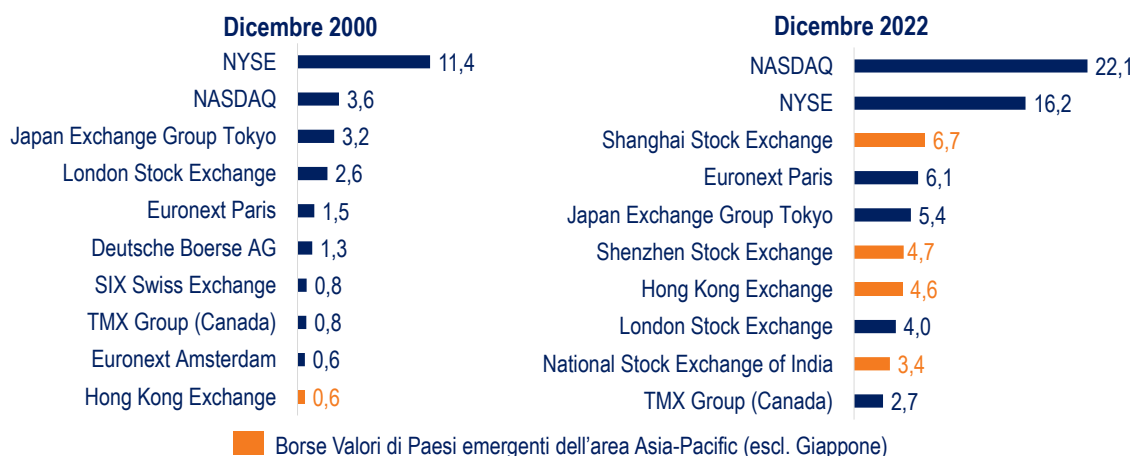 Dicembre 2000
NYSE 11,4
NASDAQ 3,6
Japan Exchange Group Tokyo 3,2
London Stock Exchange 2,6
Euronext Paris 1,5
Deutsche Boerse AG 1,3
SIX Swiss Exchange 0,8
TMX Group (Canada) 0,8
Euronext Amsterdam 0,6
Hong Kong Exchange 0,6
Dicembre 2022
NASDAQ 22,1
NYSE 16,2
Shanghai Stock Exchange 6,7
Euronext Paris 6,1
Japan Exchange Group Tokyo 5,4
Shenzhen Stock Exchange 4,7
Hong Kong Exchange 4,6
London Stock Exchange 4,0
National Stock Exchange of India 3,4
TMX Group (Canada) 2,7
Borse Valori di Paesi emergenti dell'area Asia-Pacific (escl. Giappone)